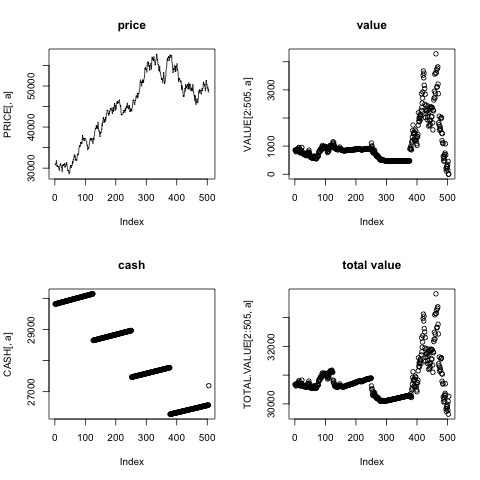 price
PRICE[, a]
30000 40000 50000
0 100 200 300 400 500
Index
value
VALUE[2:505, a]
0 1000 3000
0 100 200 300 400 500
Index
cash
CASH[, a]
27000 29000
0 100 200 300 400 500
Index
total value
TOTAL.VALUE[2:505, a]
30000 32000
0 100 200 300 400 500
Index